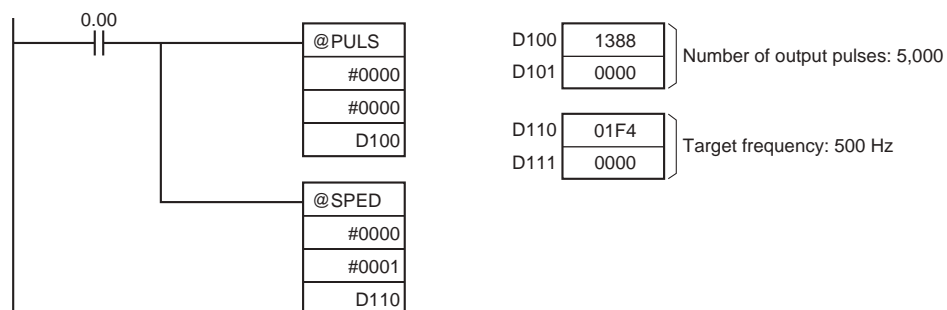 0.00
@PULS
#0000
#0000
D100
@SPED
#0000
#0001
D110
D100 1388
D101 0000
Number of output pulses: 5,000
D110 01F4
D111 0000
Target frequency: 500 Hz